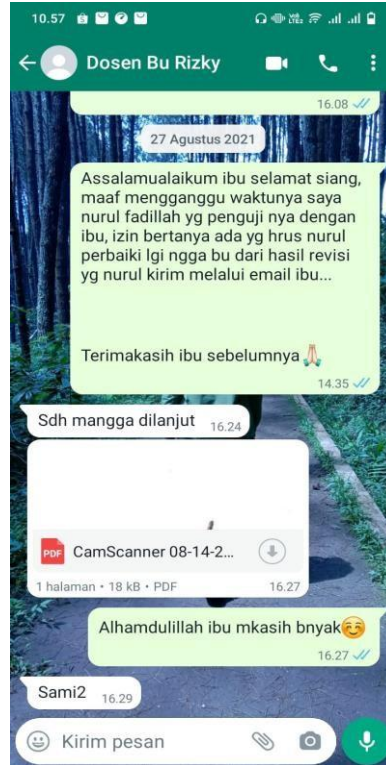 10.57
Dosen Bu Rizky
16.08
27 Agustus 2021
Assalamualaikum ibu selamat siang,
maaf mengganggu waktunya saya
nurul fadillah yg penguji nya dengan
ibu, izin bertanya ada yg hrus nurul
perbaiki lgi ngga bu dari hasil revisi
yg nurul kirim melalui email ibu...
Terimakasih ibu sebelumnya 🙏🏻
14.35
Sdh mangga dilanjut 16.24
PDF CamScanner 08-14-2...
1 halaman • 18 kB • PDF 16.27
Alhamdulillah ibu mkasih bnyak☺️
16.27
Sami2 16.29
Kirim pesan